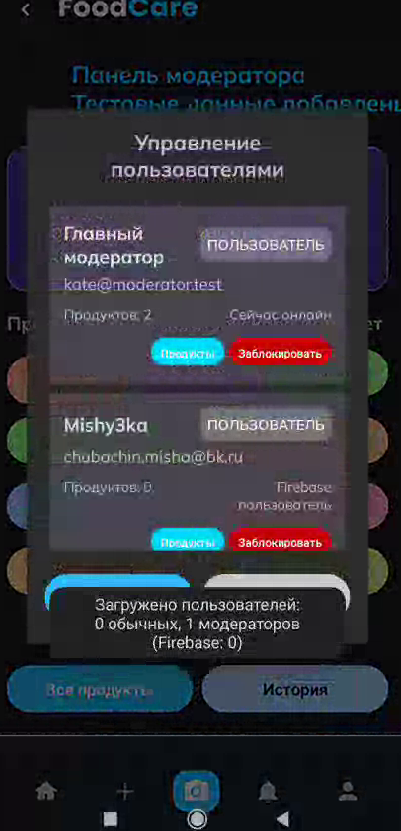 FoodCare
Панель модератора
Тестовые данные добавлены
Управление
пользователями
Главный
модератор
ПОЛЬЗОВАТЕЛЬ
kate@moderator.test
Продуктов: 2
Сейчас онлайн
Продукты
Заблокировать
Mishy3ka
ПОЛЬЗОВАТЕЛЬ
chubachin.misha@bk.ru
Продуктов: 0
Firebase
пользователь
Продукты
Заблокировать
Загружено пользователей:
0 обычных, 1 модераторов
(Firebase: 0)
Все продукты
История